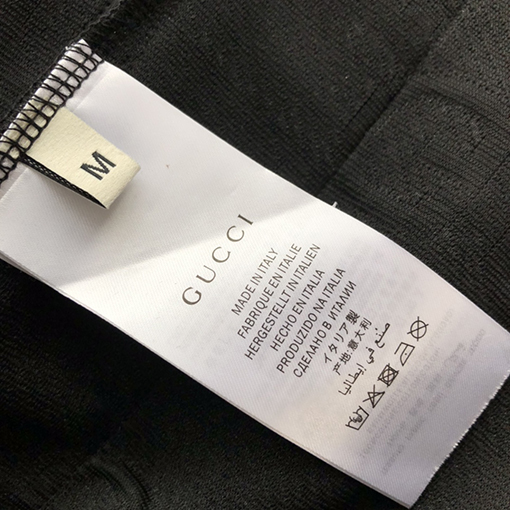 M
GUCCI
MADE IN ITALY
FABRIQUE EN ITALIE
HERGESTELLT IN ITALIEN
HECHO EN ITALIA
PRODUZIDO NA ITALIA
СДЕЛАНО В ИТАЛИИ
イタリア製
产地:意大利
صنع في إيطاليا